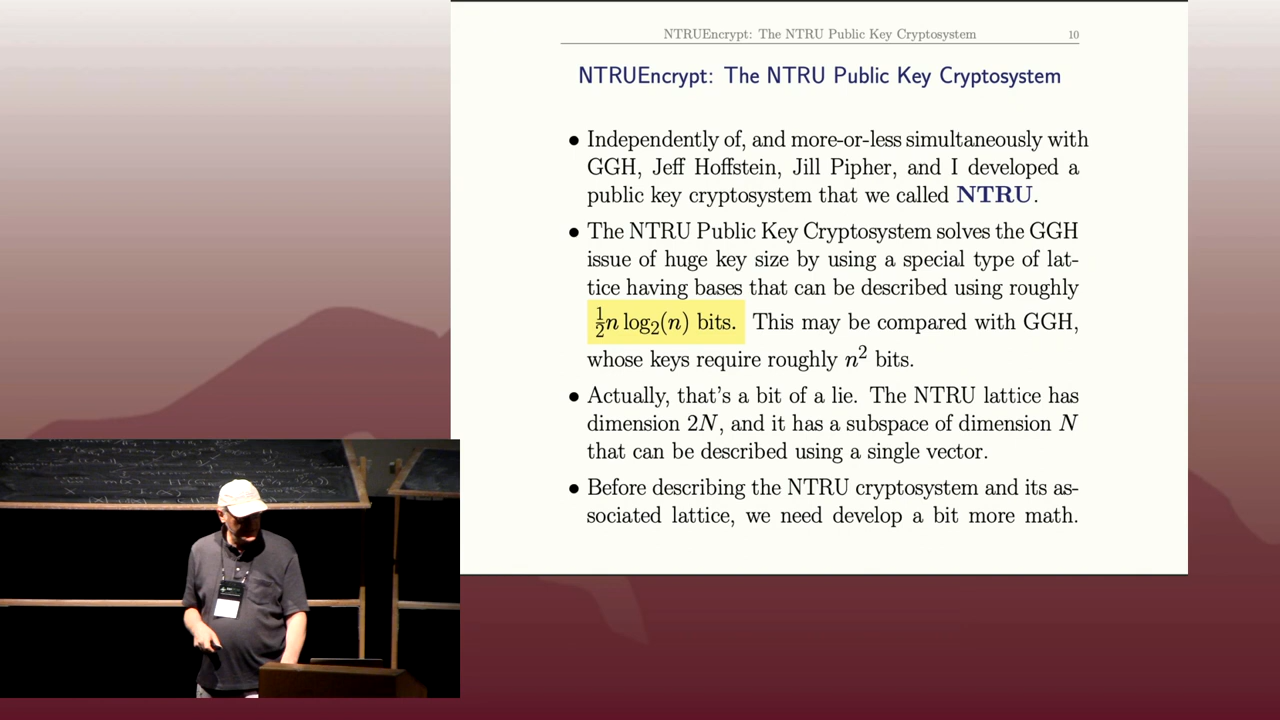 NTRUEncrypt: The NTRU Public Key Cryptosystem 10
NTRUEncrypt: The NTRU Public Key Cryptosystem
• Independently of, and more-or-less simultaneously with
GGH, Jeff Hoffstein, Jill Pipher, and I developed a
public key cryptosystem that we called NTRU.
• The NTRU Public Key Cryptosystem solves the GGH
issue of huge key size by using a special type of lat-
tice having bases that can be described using roughly
½n log₂(n) bits. This may be compared with GGH,
whose keys require roughly n² bits.
• Actually, that's a bit of a lie. The NTRU lattice has
dimension 2N, and it has a subspace of dimension N
that can be described using a single vector.
• Before describing the NTRU cryptosystem and its as-
sociated lattice, we need develop a bit more math.